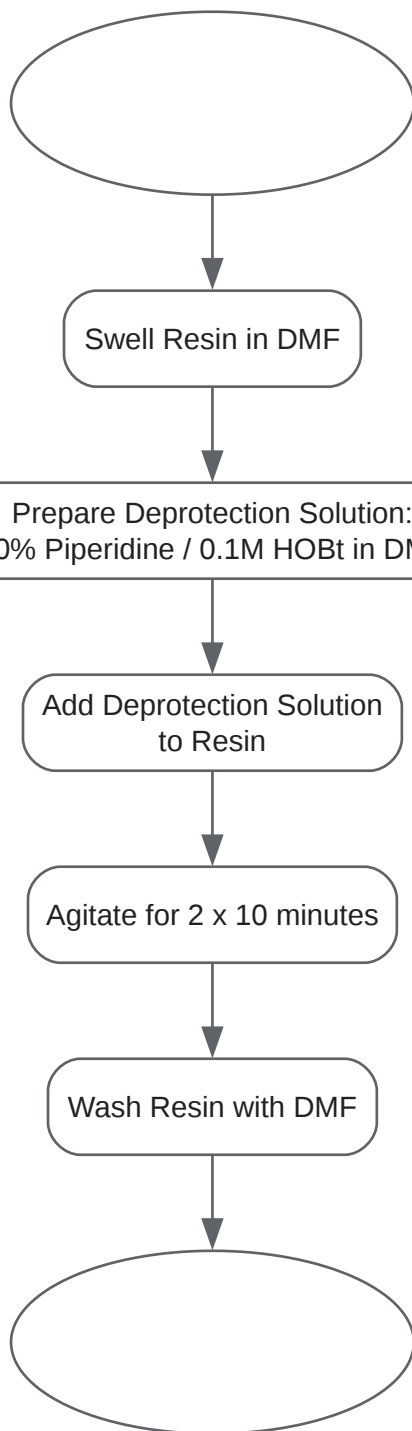 Swell Resin in DMF
Prepare Deprotection Solution:
0% Piperidine / 0.1M HOBt in
Add Deprotection Solution
to Resin
Agitate for 2 x 10 minutes
Wash Resin with DMF